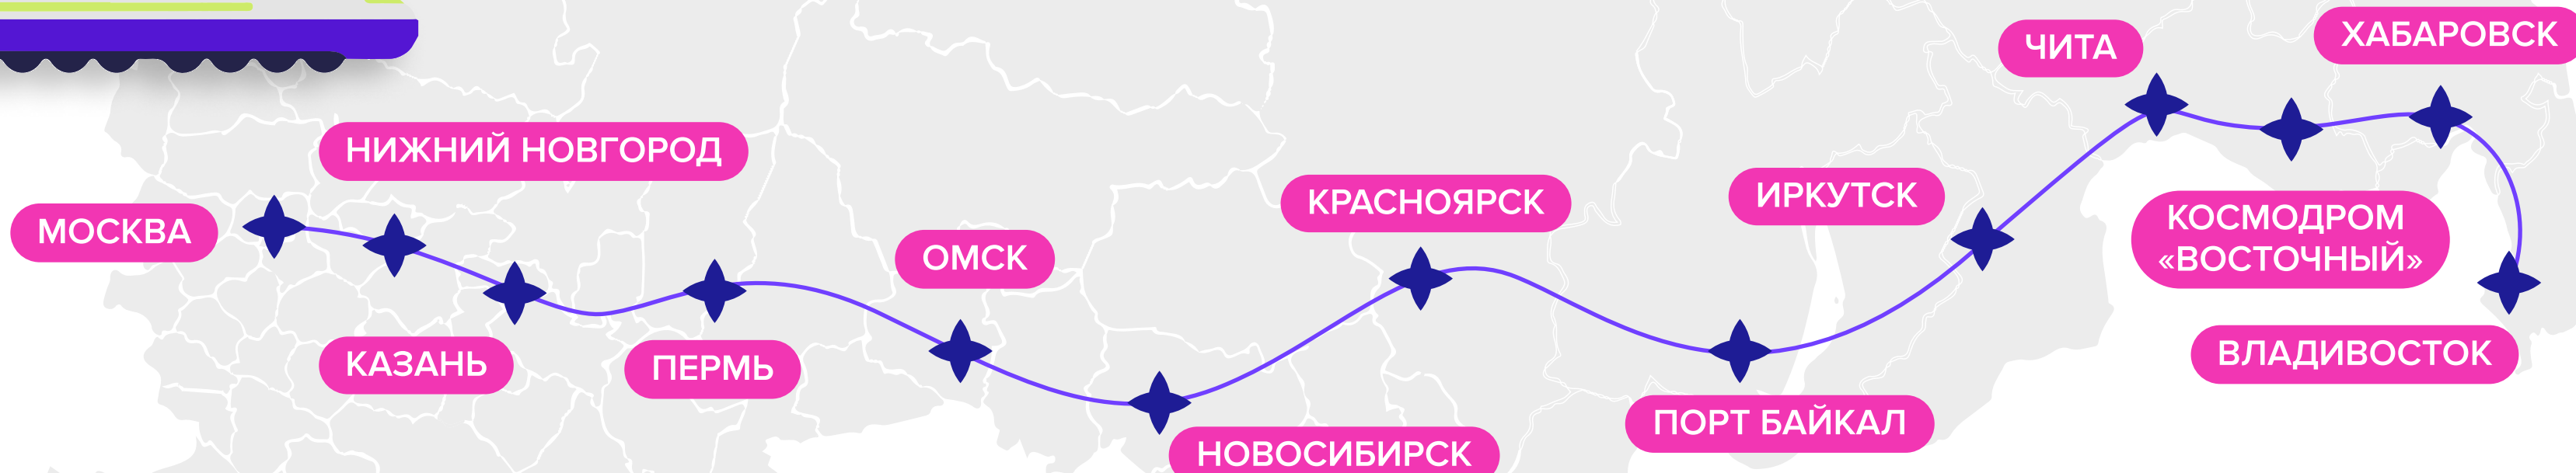 МОСКВА
НИЖНИЙ НОВГОРОД
КАЗАНЬ
ПЕРМЬ
ОМСК
НОВОСИБИРСК
КРАСНОЯРСК
ПОРТ БАЙКАЛ
ИРКУТСК
ЧИТА
КОСМОДРОМ
«ВОСТОЧНЫЙ»
ХАБАРОВСК
ВЛАДИВОСТОК